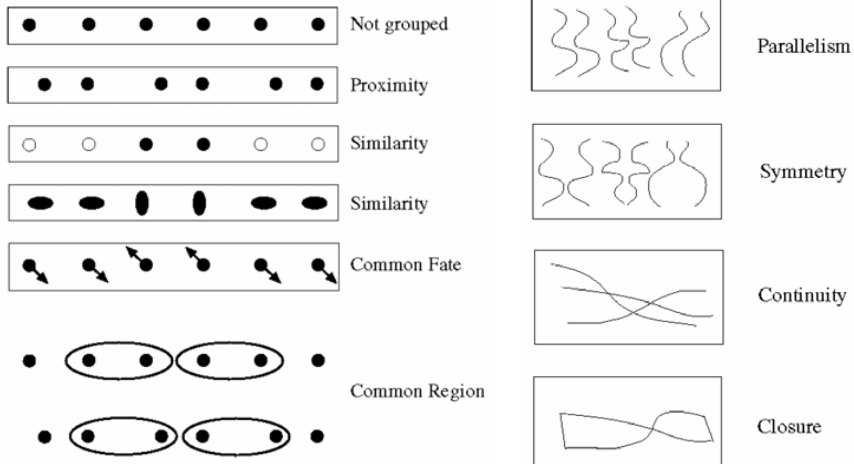 Not grouped
Proximity
Similarity
Similarity
Common Fate
Common Region
Parallelism
Symmetry
Continuity
Closure